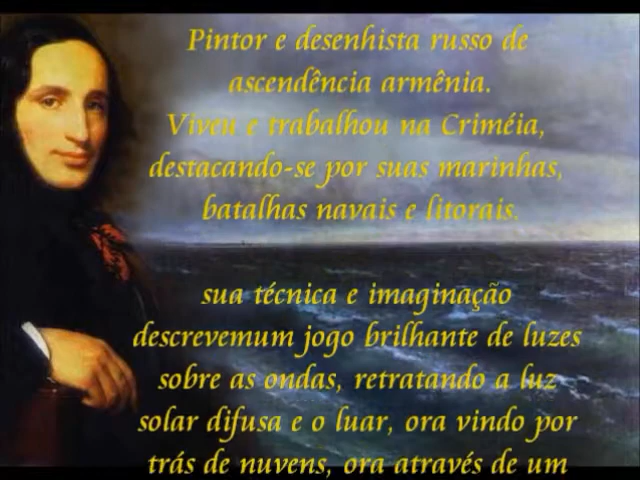 Pintor e desenhista russo de
ascendência armênia.
Viveu e trabalhou na Criméia,
destacando-se por suas marinhas,
batalhas navais e litorais.
sua técnica e imaginação
descrevemum jogo brilhante de luzes
sobre as ondas, retratando a luz
solar difusa e o luar, ora vindo por
trás de nuvens, ora através de um